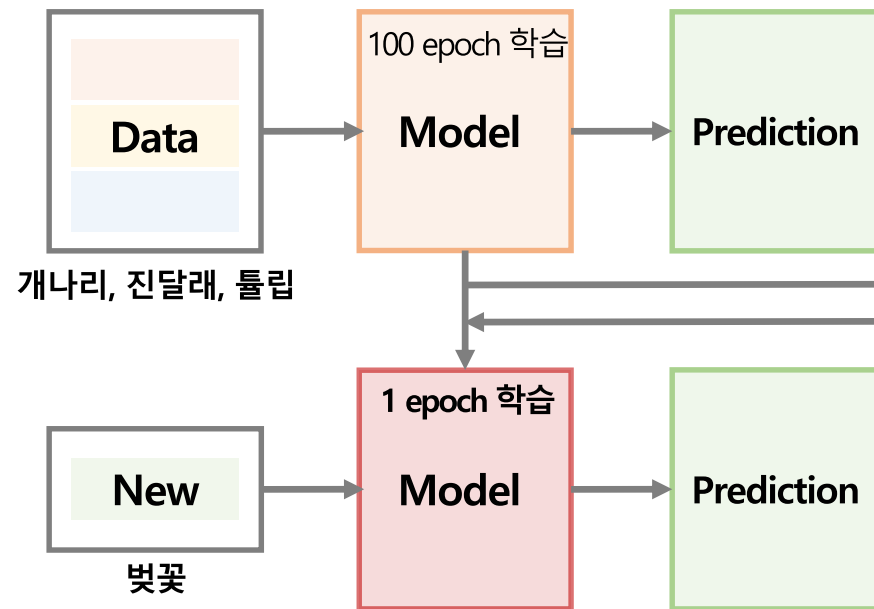 100 epoch 학습
Data
Model
Prediction
개나리, 진달래, 튤립
1 epoch 학습
New
Model
Prediction
벚꽃